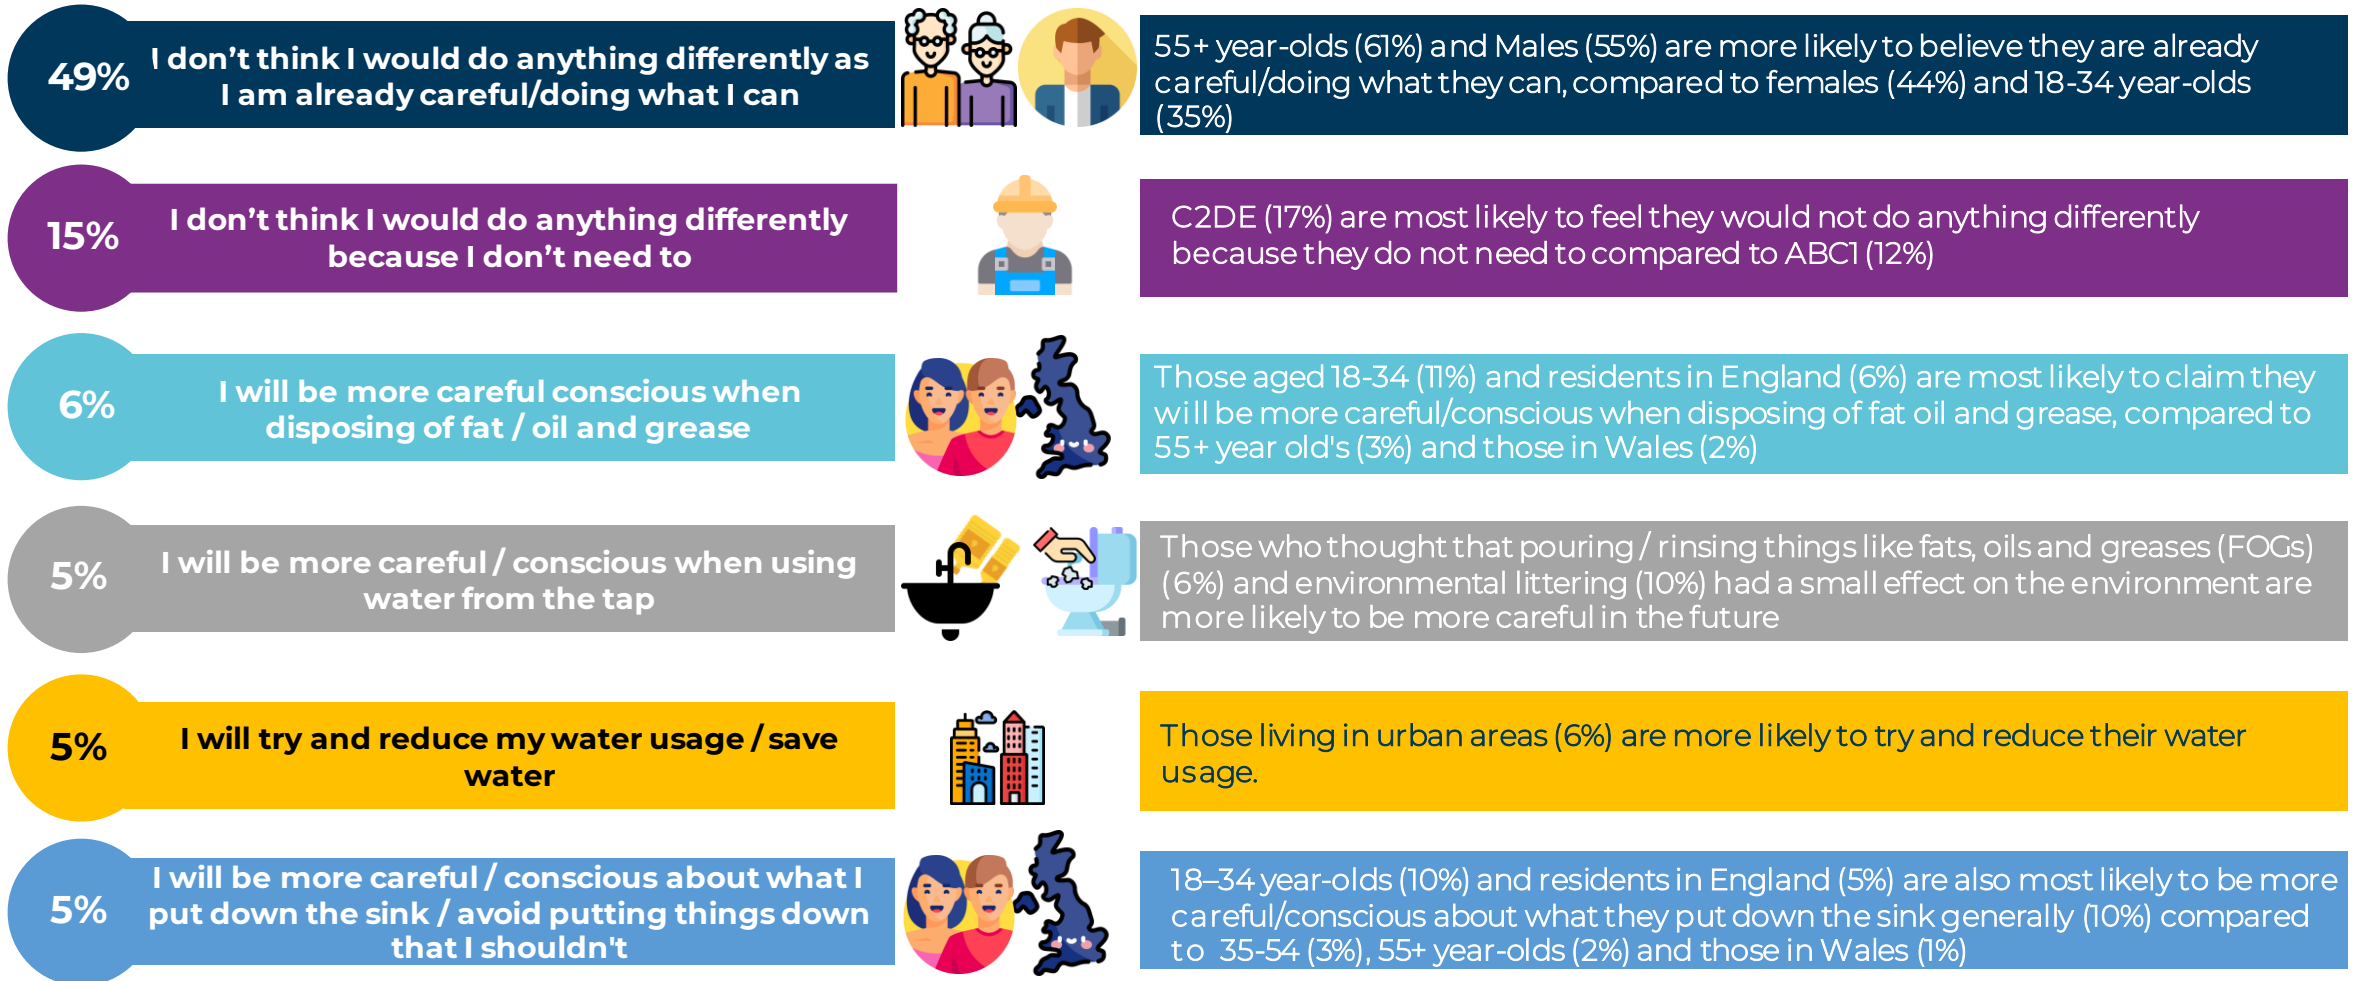 49%
I don’t think I would do anything differently as
I am already careful/doing what I can
55+ year-olds (61%) and Males (55%) are more likely to believe they are already
careful/doing what they can, compared to females (44%) and 18-34 year-olds
(35%)
15%
I don’t think I would do anything differently
because I don’t need to
C2DE (17%) are most likely to feel they would not do anything differently
because they do not need to compared to ABC1 (12%)
6%
I will be more careful conscious when
disposing of fat / oil and grease
Those aged 18-34 (11%) and residents in England (6%) are most likely to claim they
will be more careful/conscious when disposing of fat oil and grease, compared to
55+ year old's (3%) and those in Wales (2%)
5%
I will be more careful / conscious when using
water from the tap
Those who thought that pouring / rinsing things like fats, oils and greases (FOGs)
(6%) and environmental littering (10%) had a small effect on the environment are
more likely to be more careful in the future
5%
I will try and reduce my water usage / save
water
Those living in urban areas (6%) are more likely to try and reduce their water
usage.
5%
I will be more careful / conscious about what I
put down the sink / avoid putting things down
that I shouldn't
18–34 year-olds (10%) and residents in England (5%) are also most likely to be more
careful/conscious about what they put down the sink generally (10%) compared
to 35-54 (3%), 55+ year-olds (2%) and those in Wales (1%)